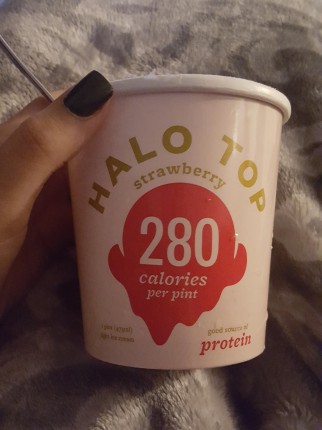 HALO TOP
strawberry
280
calories
per pint
good source of
protein